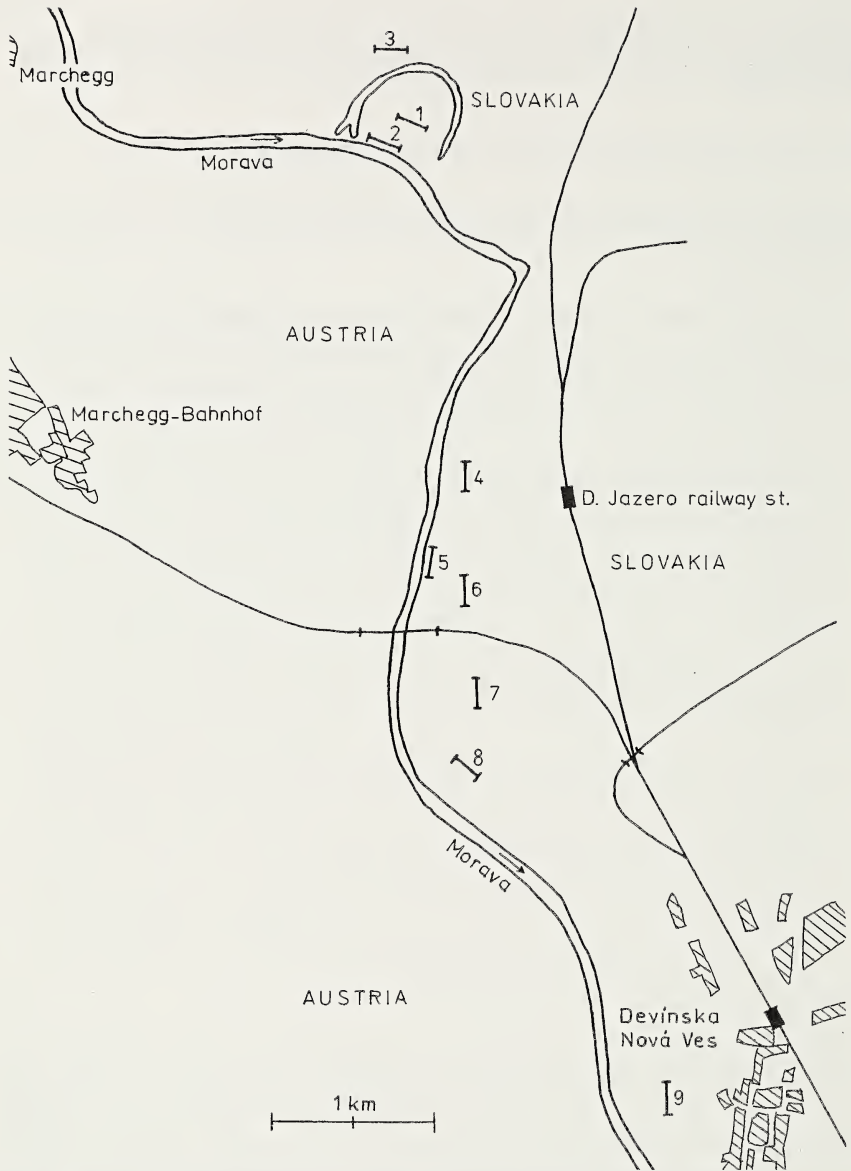 3
Marchegg
SLOVAKIA
1
2
Morava
AUSTRIA
Marchegg-Bahnhof
4
D. Jazero railway st.
5
SLOVAKIA
6
7
8
Morava
AUSTRIA
Devínska
Nová Ves
9
1 km